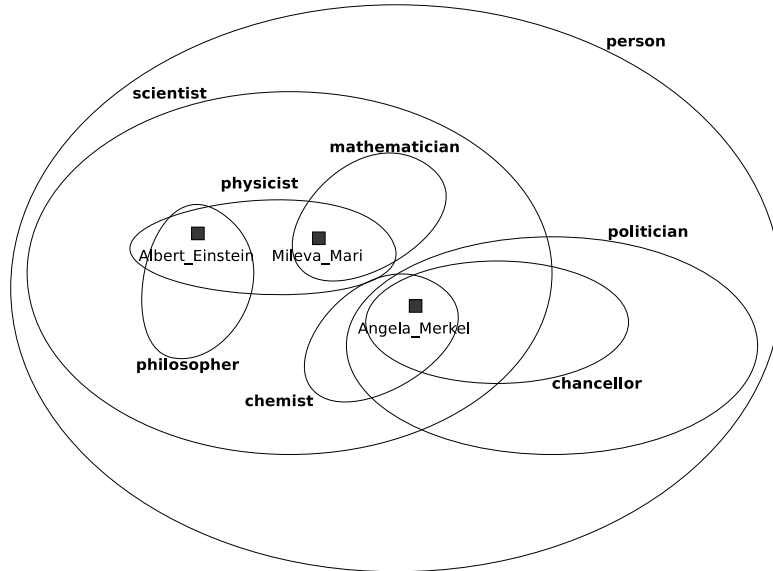 person
scientist
mathematician
physicist
politician
Albert_Einstein
Mileva_Mari
Angela_Merkel
philosopher
chancellor
chemist